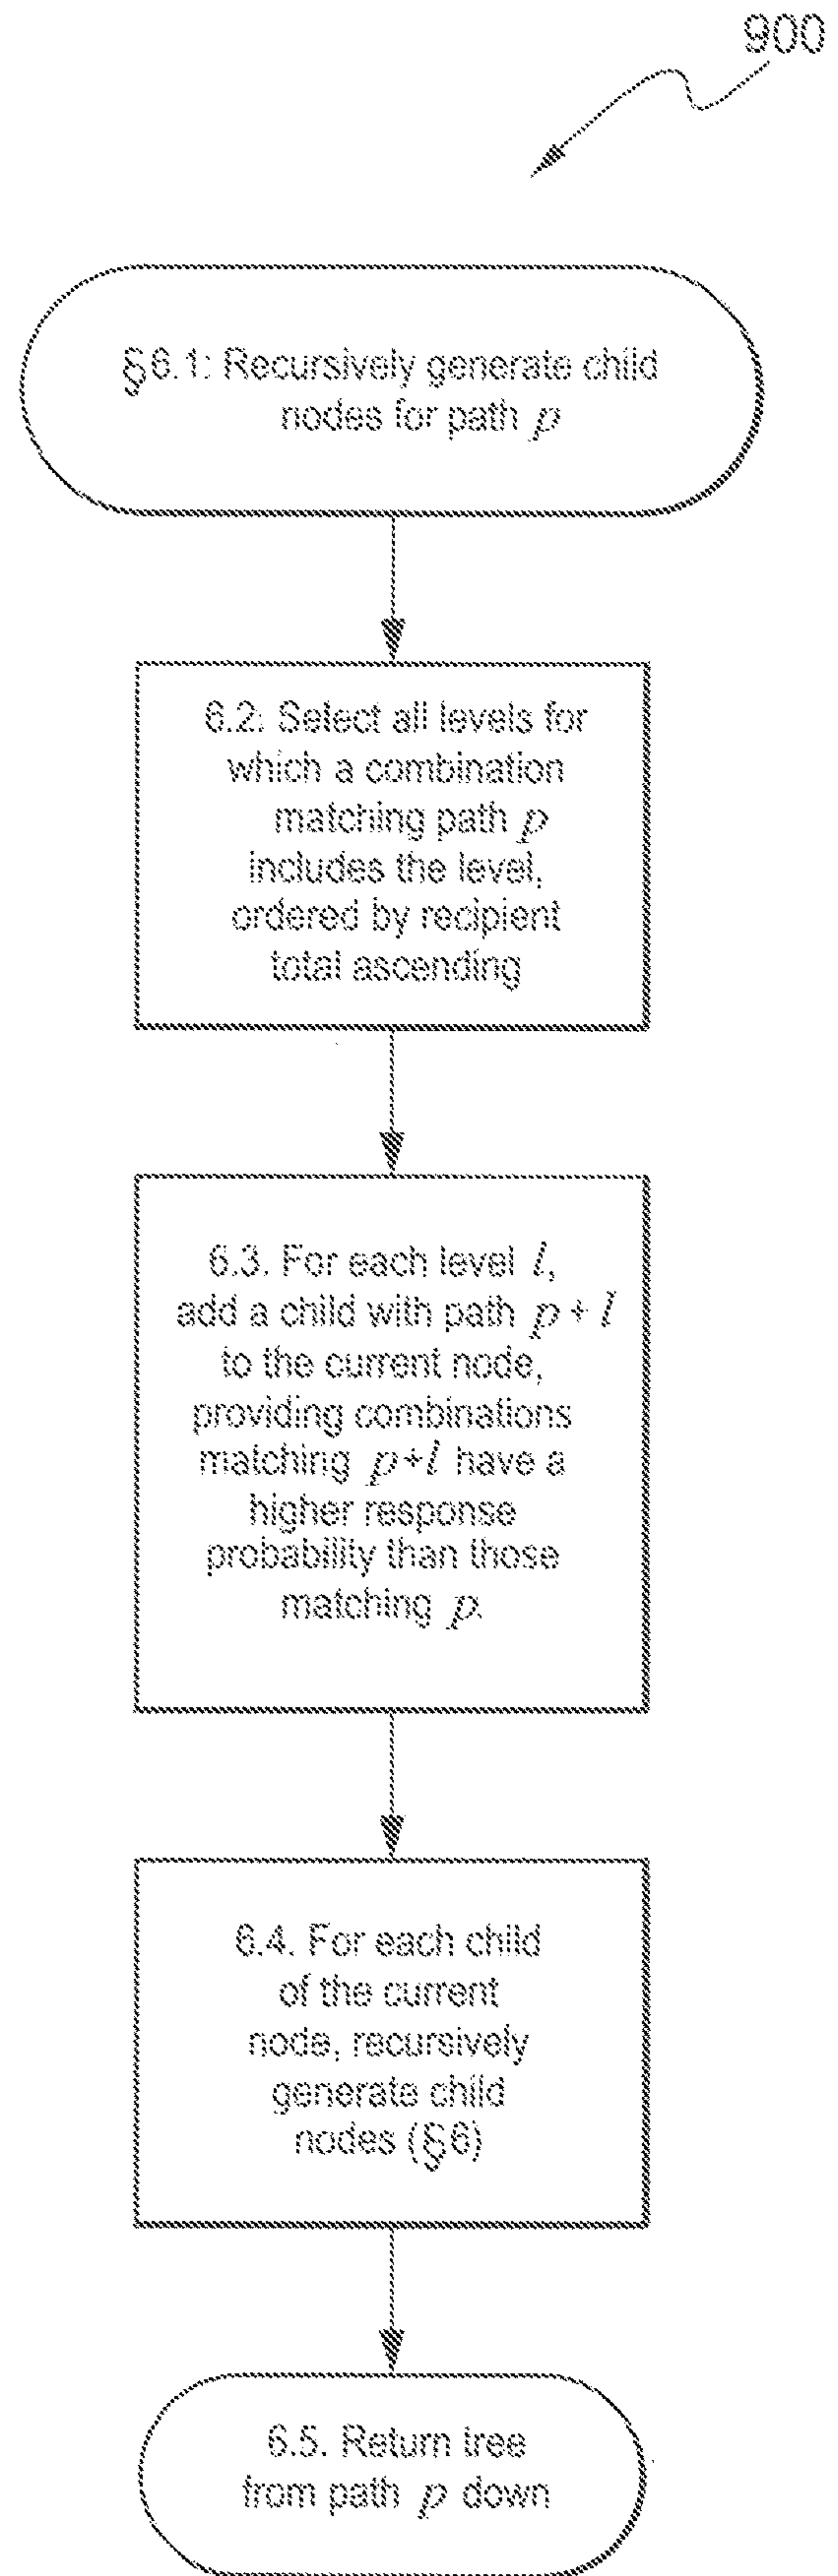 900
§6.1: Recursively generate child
nodes for path p
6.2: Select all levels for
which a combination
matching path p
includes the level,
ordered by recipient
total ascending
6.3. For each level l,
add a child with path p + l
to the current node,
providing combinations
matching p+l have a
higher response
probability than those
matching p.
6.4. For each child
of the current
node, recursively
generate child
nodes (§6)
6.5. Return tree
from path p down